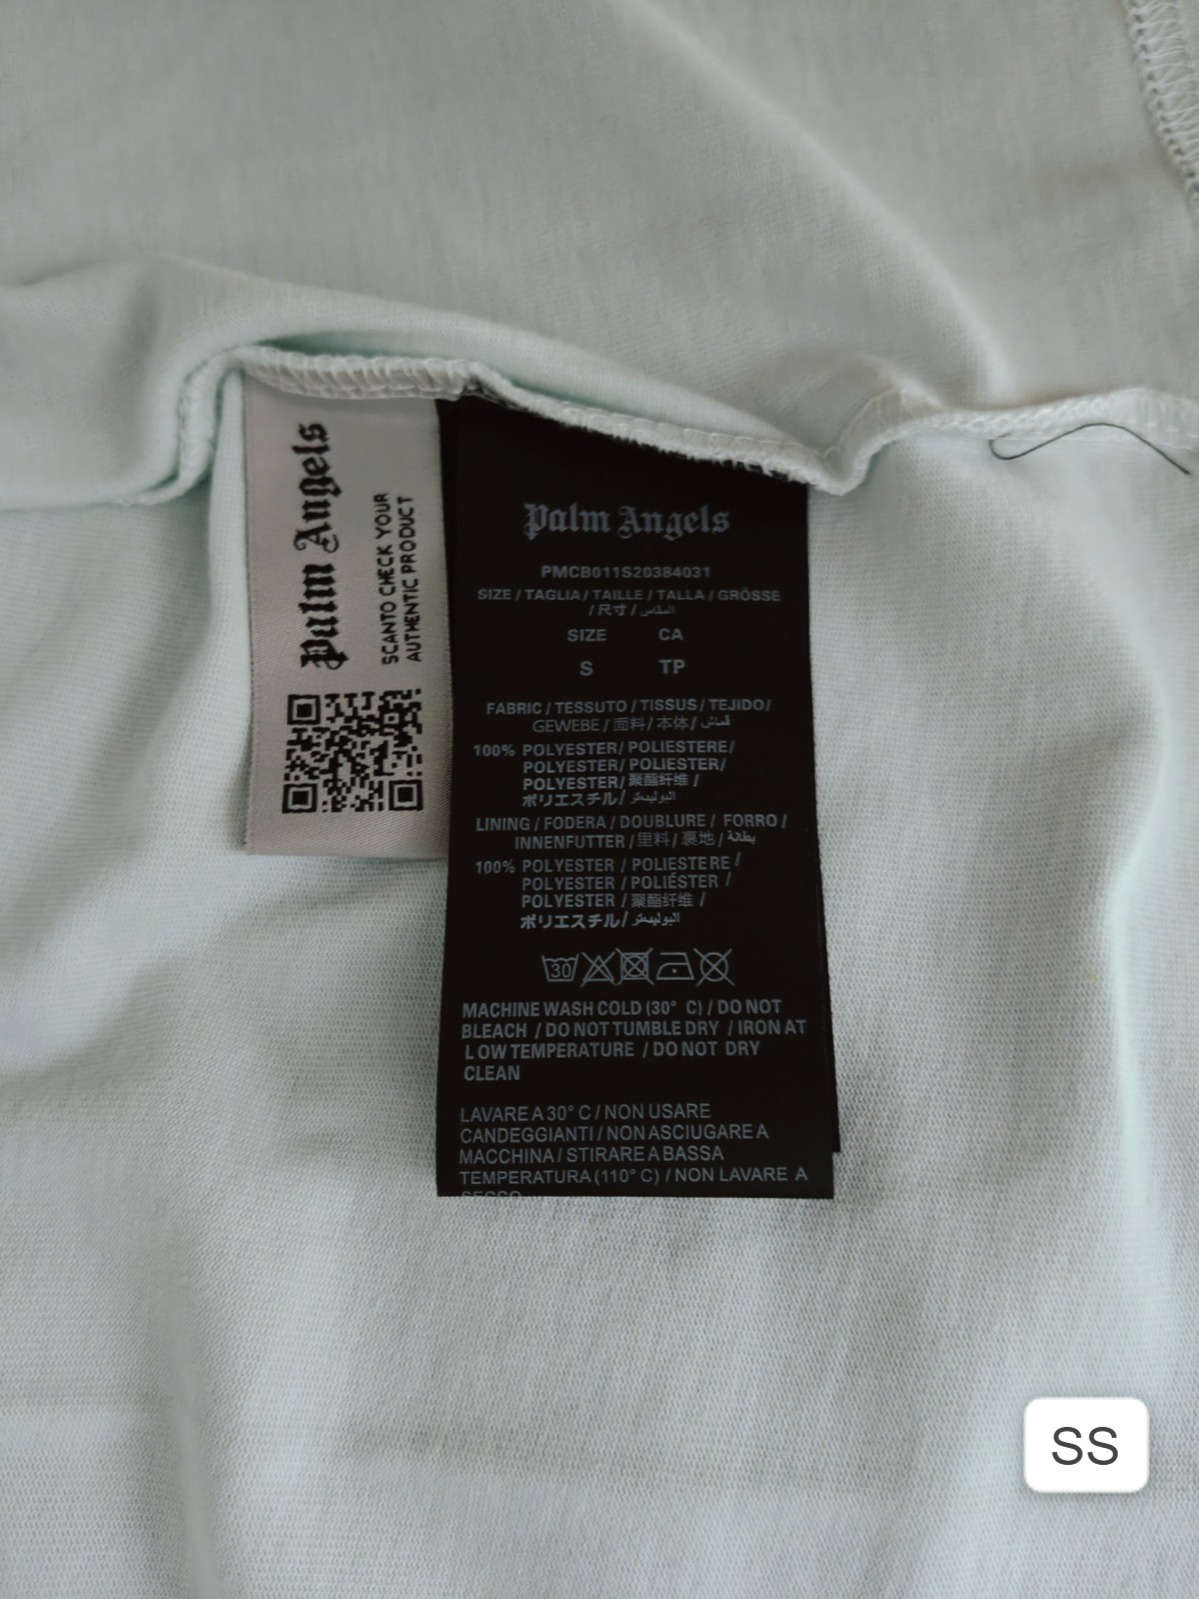 Palm Angels
SCANTO CHECK YOUR
AUTHENTIC PRODUCT
Palm Angels
PMCB011S20384031
SIZE / TAGLIA / TAILLE / TALLA / GRÖSSE
/ 尺寸 / المقاس
SIZE CA
S TP
FABRIC / TESSUTO / TISSUS / TEJIDO/
GEWEBE / 面料 / 本体 / قماش
100% POLYESTER/ POLIESTERE/
POLYESTER/ POLIESTER/
POLYESTER/ 聚酯纤维 /
ポリエステル/ البوليستر
LINING / FODERA / DOUBLURE / FORRO /
INNENFUTTER / 里料 / 裏地 / بطانة
100% POLYESTER / POLIESTERE /
POLYESTER / POLIÉSTER /
POLYESTER / 聚酯纤维 /
ポリエステル/ البوليستر
30
MACHINE WASH COLD (30° C) / DO NOT
BLEACH / DO NOT TUMBLE DRY / IRON AT
LOW TEMPERATURE / DO NOT DRY
CLEAN
LAVARE A 30° C / NON USARE
CANDEGGIANTI / NON ASCIUGARE A
MACCHINA / STIRARE A BASSA
TEMPERATURA (110° C) / NON LAVARE A
SECCO
SS